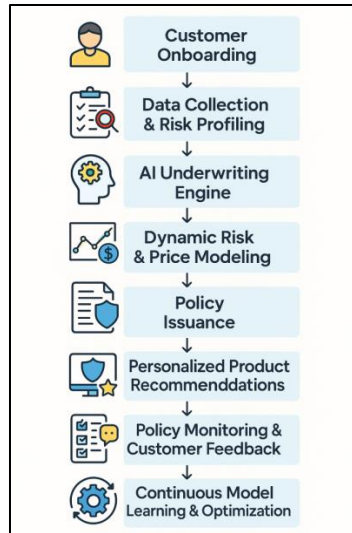 Customer
Onboarding
Data Collection
& Risk Profiling
AI Underwriting
Engine
Dynamic Risk
& Price Modeling
$
Policy
Issuance
Personalized Product
Recommenddations
Policy Monitoring &
Customer Feedback
Continuous Model
Learning & Optimization